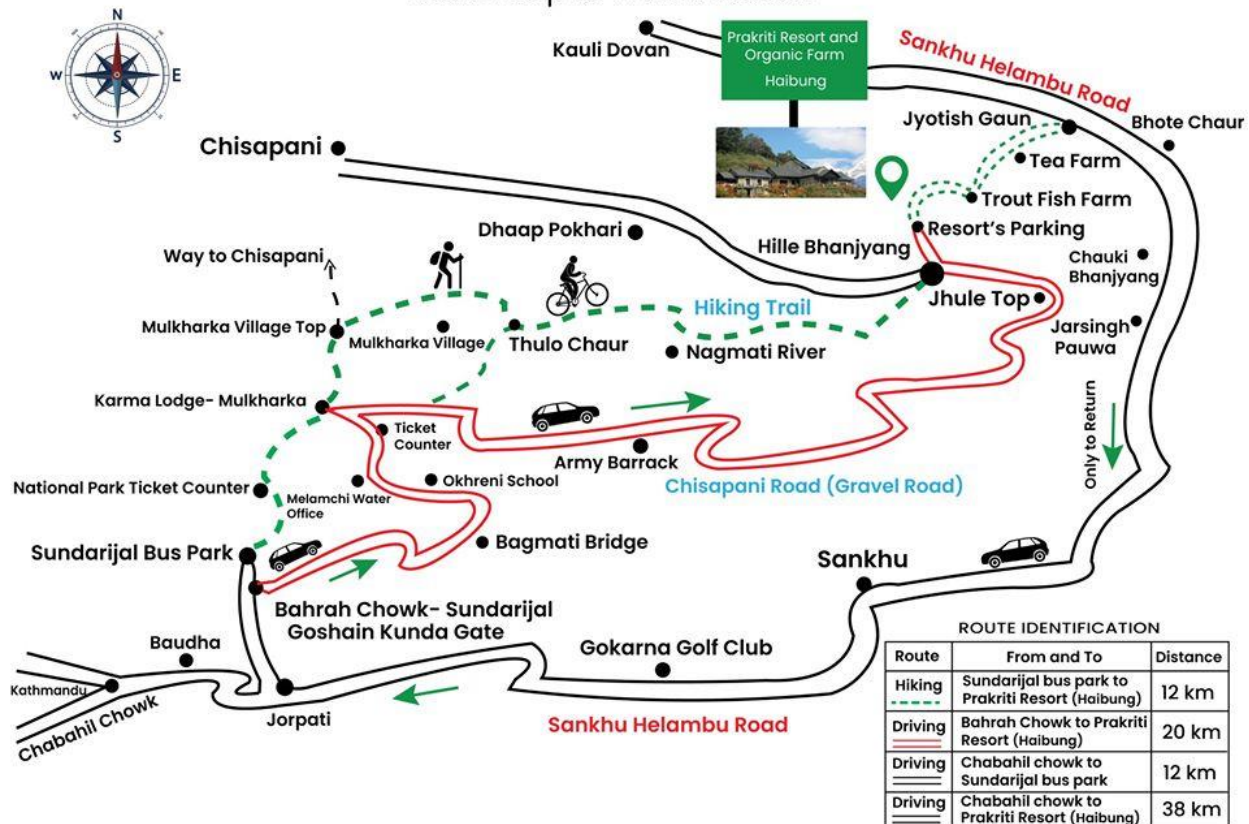 N
W
E
S
Kauli Dovan
Prakriti Resort and
Organic Farm
Haibung
Sankhu Helambu Road
Jyotish Gaun
Bhote Chaur
Chisapani
Tea Farm
Trout Fish Farm
Dhaap Pokhari
Hille Bhanjyang
Resort's Parking
Way to Chisapani
Chauki
Bhanjyang
Jhule Top
Hiking Trail
Mulkharka Village Top
Mulkharka Village
Thulo Chaur
Nagmati River
Jarsingh
Pauwa
Karma Lodge- Mulkharka
Ticket
Counter
Army Barrack
Only to Return
National Park Ticket Counter
Melamchi Water
Office
Okhreni School
Chisapani Road (Gravel Road)
Sundarijal Bus Park
Bagmati Bridge
Sankhu
Bahrah Chowk- Sundarijal
Goshain Kunda Gate
Baudha
Gokarna Golf Club
Kathmandu
Chabahil Chowk
Jorpati
Sankhu Helambu Road
ROUTE IDENTIFICATION
Route From and To Distance
Hiking Sundarijal bus park to Prakriti Resort (Haibung) 12 km
Driving Bahrah Chowk to Prakriti Resort (Haibung) 20 km
Driving Chabahil chowk to Sundarijal bus park 12 km
Driving Chabahil chowk to Prakriti Resort (Haibung) 38 km